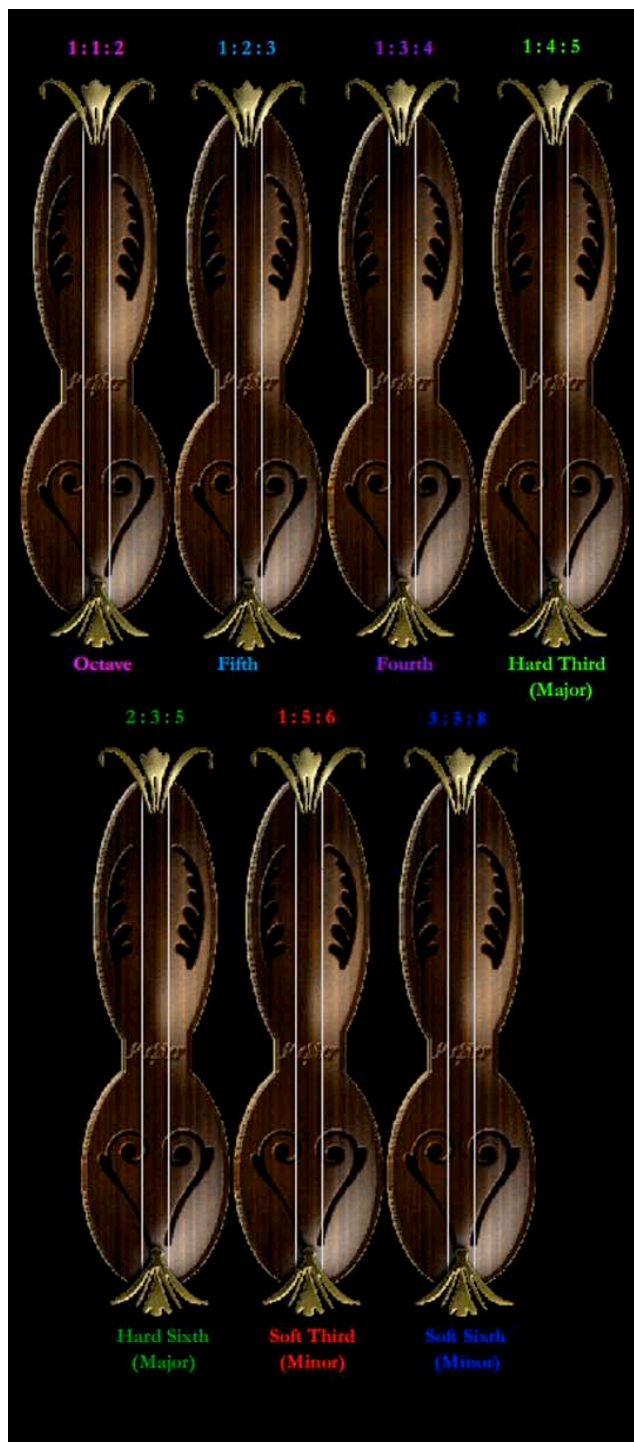 1 : 1 : 2
1 : 2 : 3
1 : 3 : 4
1 : 4 : 5
Octave
Fifth
Fourth
Hard Third
(Major)
2 : 3 : 5
1 : 5 : 6
3 : 5 : 8
Hard Sixth
(Major)
Soft Third
(Minor)
Soft Sixth
(Minor)